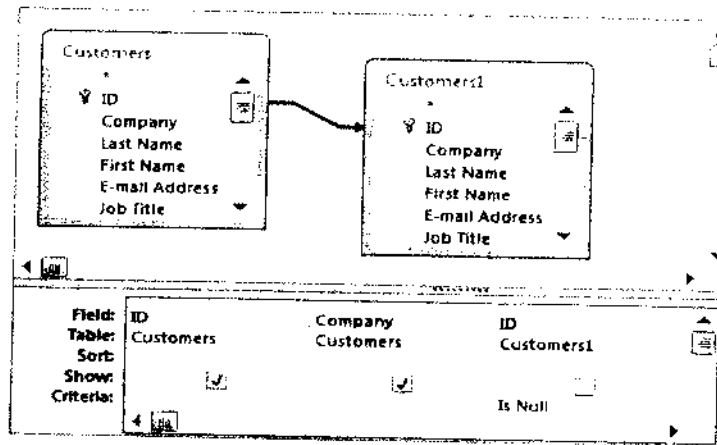 Customers
*
ID
Company
Last Name
First Name
E-mail Address
Job Title
Customers1
*
ID
Company
Last Name
First Name
E-mail Address
Job Title
Field: ID Company ID
Table: Customers Customers Customers1
Sort:
Show:
Criteria: Is Null